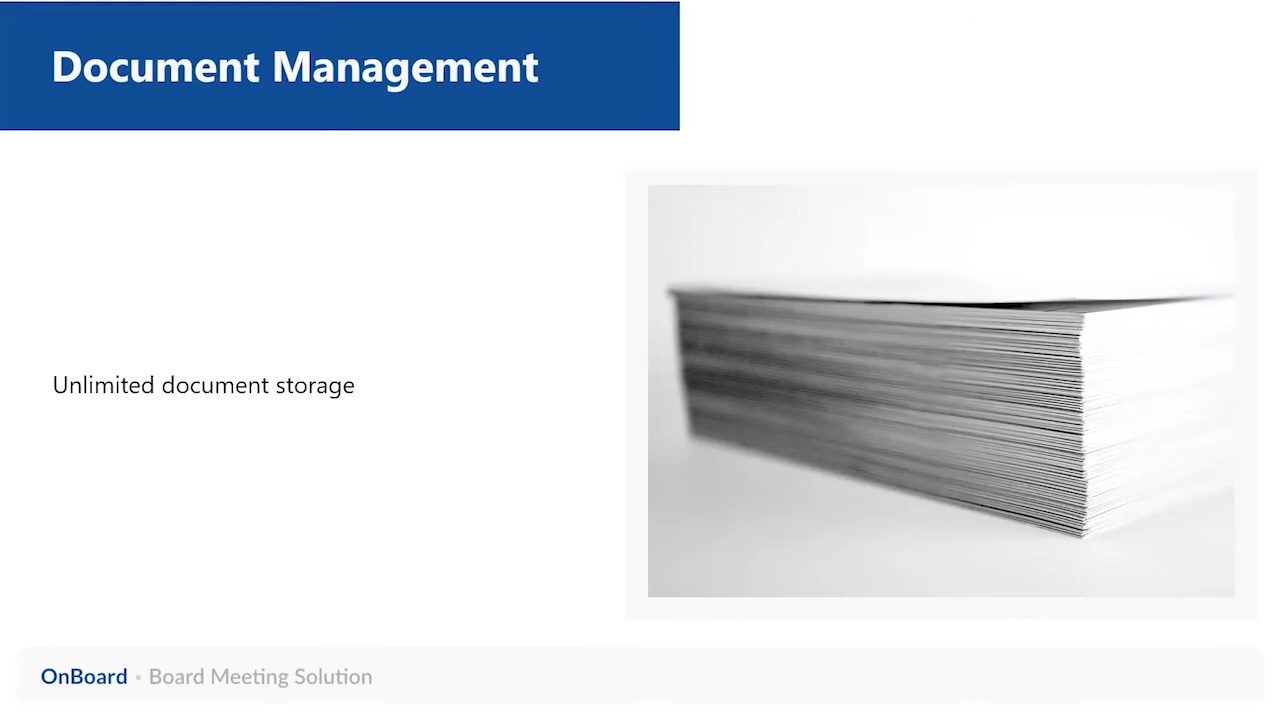 Document Management
Unlimited document storage
OnBoard • Board Meeting Solution